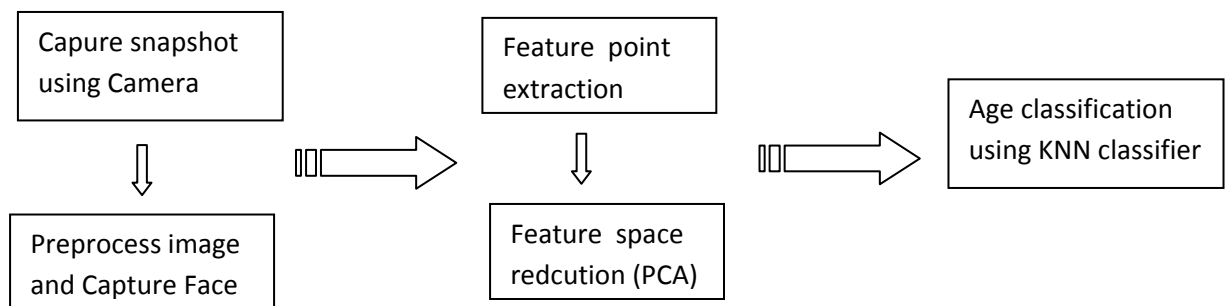 Capure snapshot
using Camera
Preprocess image
and Capture Face
Feature point
extraction
Feature space
redcution (PCA)
Age classification
using KNN classifier